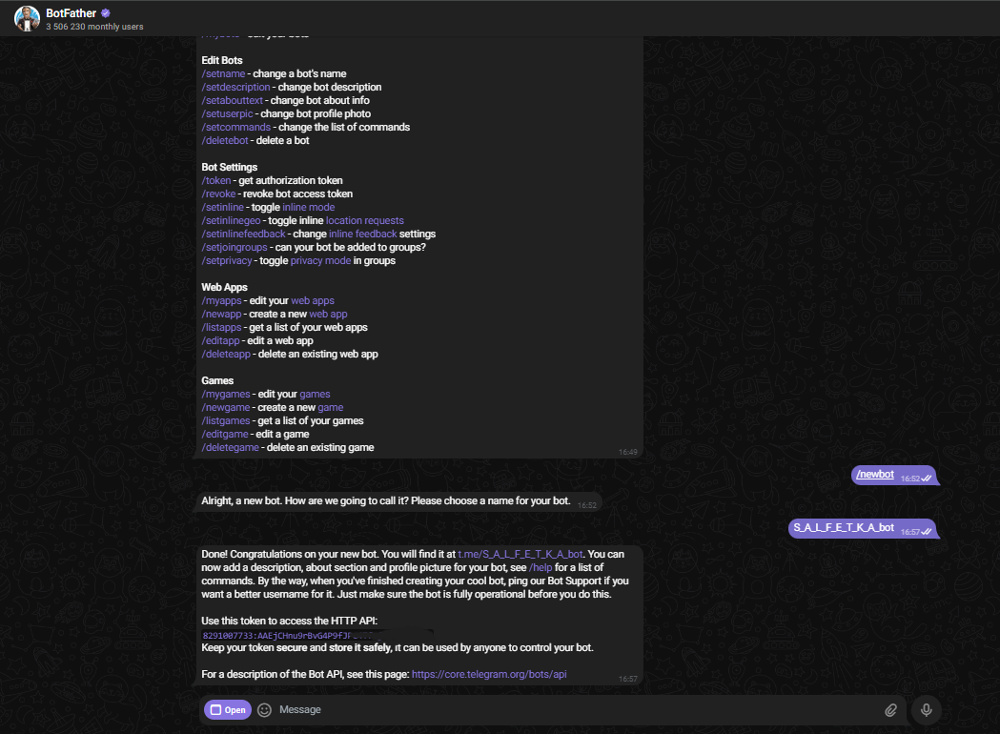 BotFather
3 506 230 monthly users
Edit Bots
/setname - change a bot's name
/setdescription - change bot description
/setabouttext - change bot about info
/setuserpic - change bot profile photo
/setcommands - change the list of commands
/deletebot - delete a bot
Bot Settings
/token - get authorization token
/revoke - revoke bot access token
/setinline - toggle inline mode
/setinlinegeo - toggle inline location requests
/setinlinefeedback - change inline feedback settings
/setjoingroups - can your bot be added to groups?
/setprivacy - toggle privacy mode in groups
Web Apps
/myapps - edit your web apps
/newapp - create a new web app
/listapps - get a list of your web apps
/editapp - edit a web app
/deleteapp - delete an existing web app
Games
/mygames - edit your games
/newgame - create a new game
/listgames - get a list of your games
/editgame - edit a game
/deletegame - delete an existing game
16:49
/newbot 16:52
Alright, a new bot. How are we going to call it? Please choose a name for your bot. 16:52
S_A_L_F_E_T_K_A_bot 16:57
Done! Congratulations on your new bot. You will find it at t.me/S_A_L_F_E_T_K_A_bot. You can
now add a description, about section and profile picture for your bot, see /help for a list of
commands. By the way, when you've finished creating your cool bot, ping our Bot Support if you
want a better username for it. Just make sure the bot is fully operational before you do this.
Use this token to access the HTTP API:
Keep your token secure and store it safely, it can be used by anyone to control your bot.
For a description of the Bot API, see this page: https://core.telegram.org/bots/api
16:57
Open Message